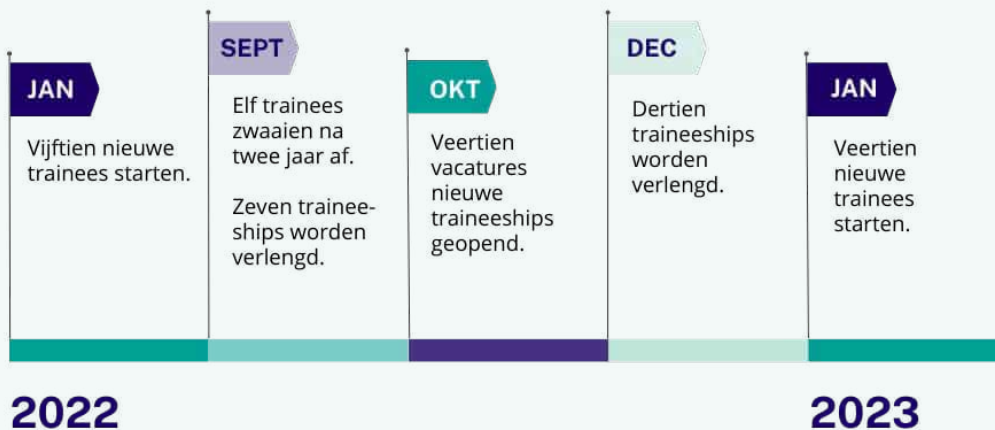 JAN
Vijftien nieuwe
trainees starten.
SEPT
Elf trainees
zwaaien na
twee jaar af.
Zeven trainee-
ships worden
verlengd.
OKT
Veertien
vacatures
nieuwe
traineeships
geopend.
DEC
Dertien
traineeships
worden
verlengd.
JAN
Veertien
nieuwe
trainees
starten.
2022
2023